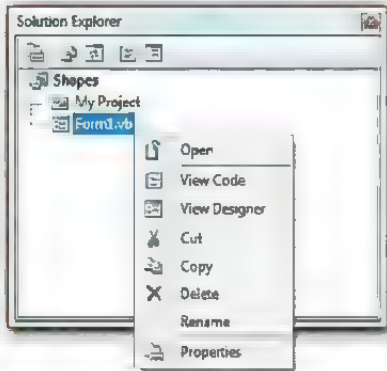 Solution Explorer
Shapes
My Project
Form1.vb
Open
View Code
View Designer
Cut
Copy
Delete
Rename
Properties